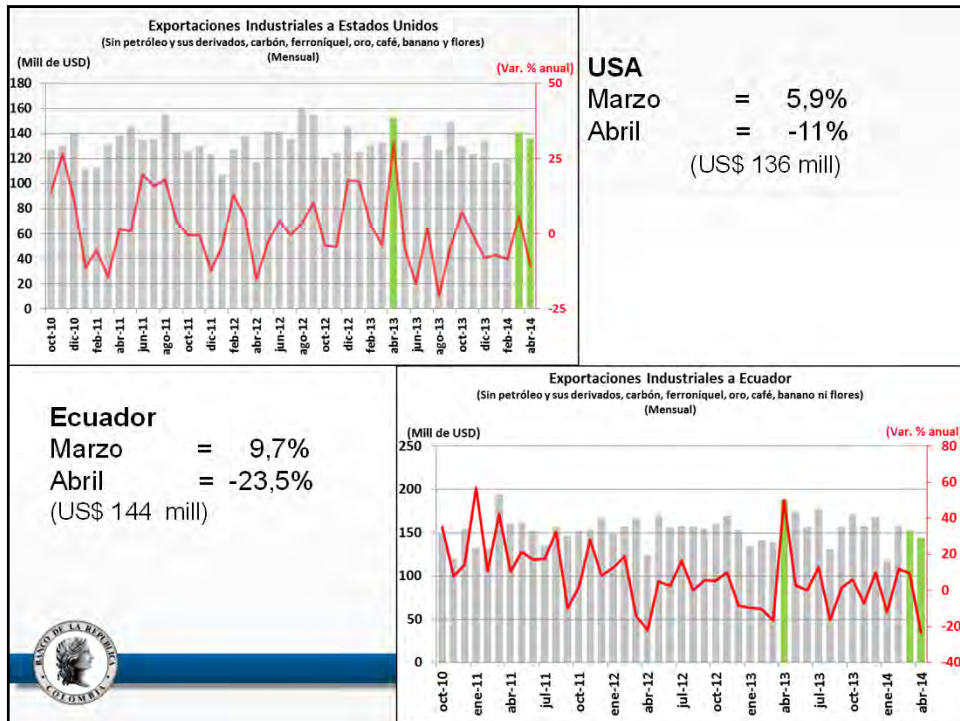 Exportaciones Industriales a Estados Unidos
(Sin petróleo y sus derivados, carbón, ferroníquel, oro, café, banano y flores)
(Mensual)
(Mill de USD)
(Var. % anual)
180
160
140
120
100
80
60
40
20
0
50
25
0
-25
oct-10
dic-10
feb-11
abr-11
jun-11
ago-11
oct-11
dic-11
feb-12
abr-12
jun-12
ago-12
oct-12
dic-12
feb-13
abr-13
jun-13
ago-13
oct-13
dic-13
feb-14
abr-14
USA
Marzo = 5,9%
Abril = -11%
(US$ 136 mill)
Ecuador
Marzo = 9,7%
Abril = -23,5%
(US$ 144 mill)
Exportaciones Industriales a Ecuador
(Sin petróleo y sus derivados, carbón, ferroníquel, oro, café, banano ni flores)
(Mensual)
(Mill de USD)
(Var. % anual)
250
200
150
100
50
0
80
60
40
20
0
-20
-40
oct-10
ene-11
abr-11
jul-11
oct-11
ene-12
abr-12
jul-12
oct-12
ene-13
abr-13
jul-13
oct-13
ene-14
abr-14
BANCO DE LA REPUBLICA
COLOMBIA